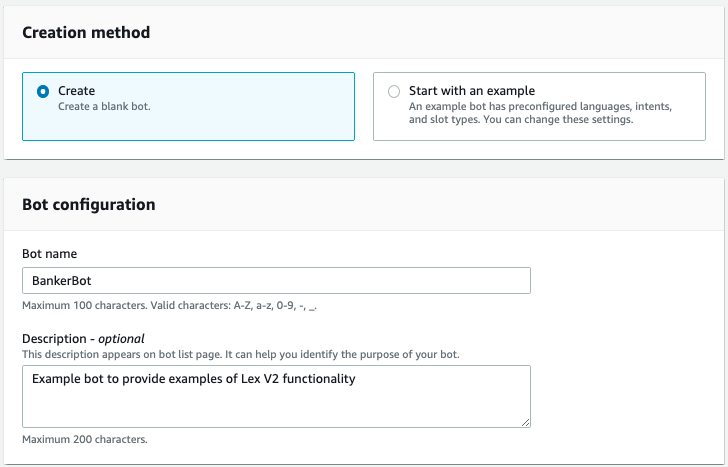 Creation method
Create
Create a blank bot.
Start with an example
An example bot has preconfigured languages, intents,
and slot types. You can change these settings.
Bot configuration
Bot name
BankerBot
Maximum 100 characters. Valid characters: A-Z, a-z, 0-9, -, _.
Description - optional
This description appears on bot list page. It can help you identify the purpose of your bot.
Example bot to provide examples of Lex V2 functionality
Maximum 200 characters.